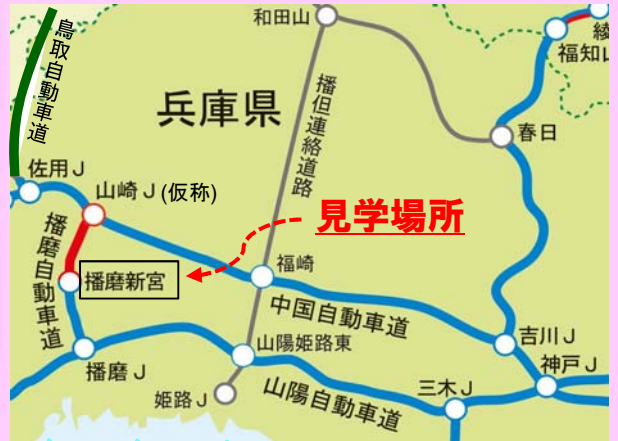 鳥取自動車道
和田山
綾
福知山
兵庫県
播但連絡道路
春日
佐用J
山崎J(仮称)
見学場所
播磨自動車道
播磨新宮
福崎
中国自動車道
吉川J
山陽姫路東
神戸J
播磨J
姫路J
山陽自動車道
三木J